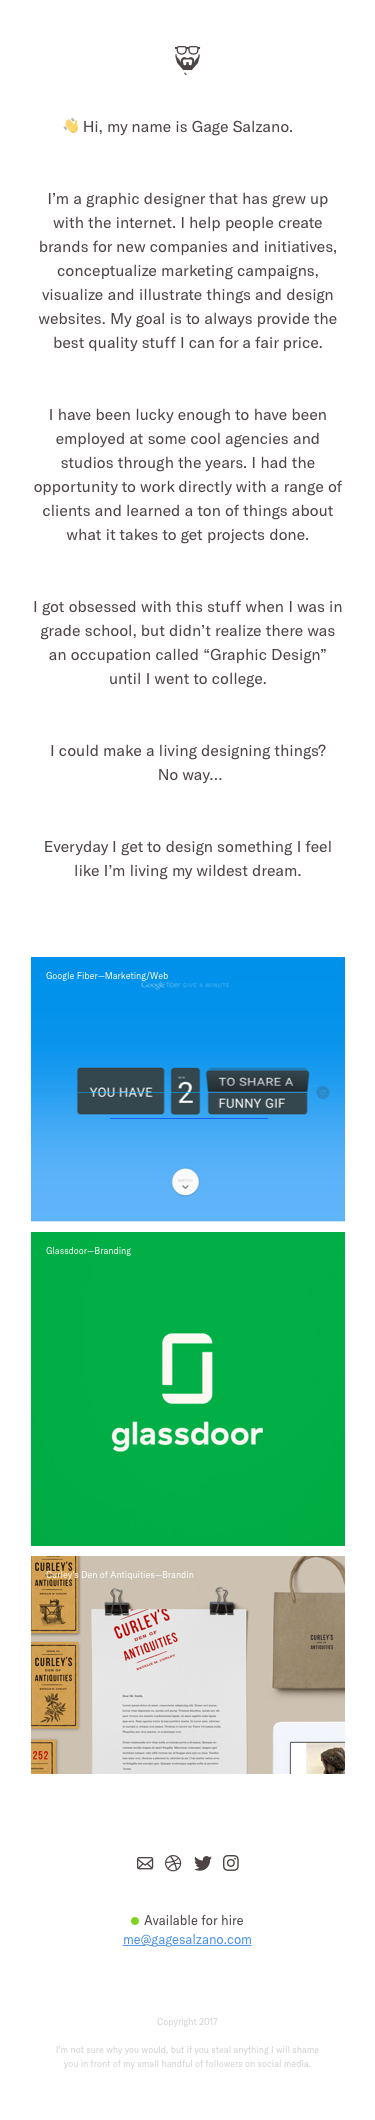 👋 Hi, my name is Gage Salzano.
I’m a graphic designer that has grew up
with the internet. I help people create
brands for new companies and initiatives,
conceptualize marketing campaigns,
visualize and illustrate things and design
websites. My goal is to always provide the
best quality stuff I can for a fair price.
I have been lucky enough to have been
employed at some cool agencies and
studios through the years. I had the
opportunity to work directly with a range of
clients and learned a ton of things about
what it takes to get projects done.
I got obsessed with this stuff when I was in
grade school, but didn’t realize there was
an occupation called “Graphic Design”
until I went to college.
I could make a living designing things?
No way...
Everyday I get to design something I feel
like I’m living my wildest dream.
Google Fiber—Marketing/Web
Google fiber GIVE A MINUTE
YOU HAVE 2 TO SHARE A
FUNNY GIF
Glassdoor—Branding
glassdoor
Curley's Den of Antiquities—Brandin
CURLEY'S
DEN OF
ANTIQUITIES
CURLEY'S
DEN OF
ANTIQUITIES
CURLEY'S
DEN OF
ANTIQUITIES
CURLEY'S
DEN OF
ANTIQUITIES
252
Available for hire
me@gagesalzano.com
Copyright 2017
I’m not sure why you would, but if you steal anything I will shame
you in front of my small handful of followers on social media.